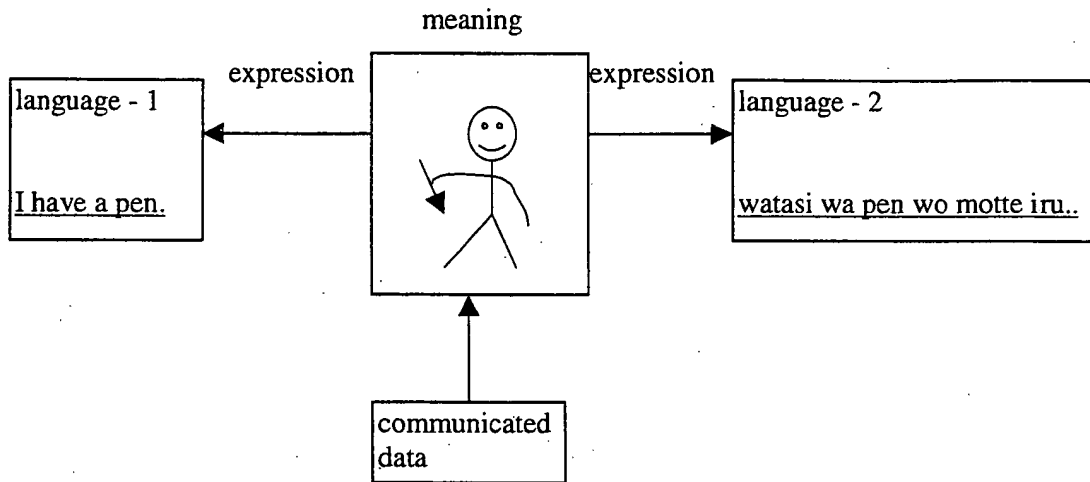 meaning
expression
expression
language - 1
language - 2
I have a pen.
watasi wa pen wo motte iru..
communicated
data